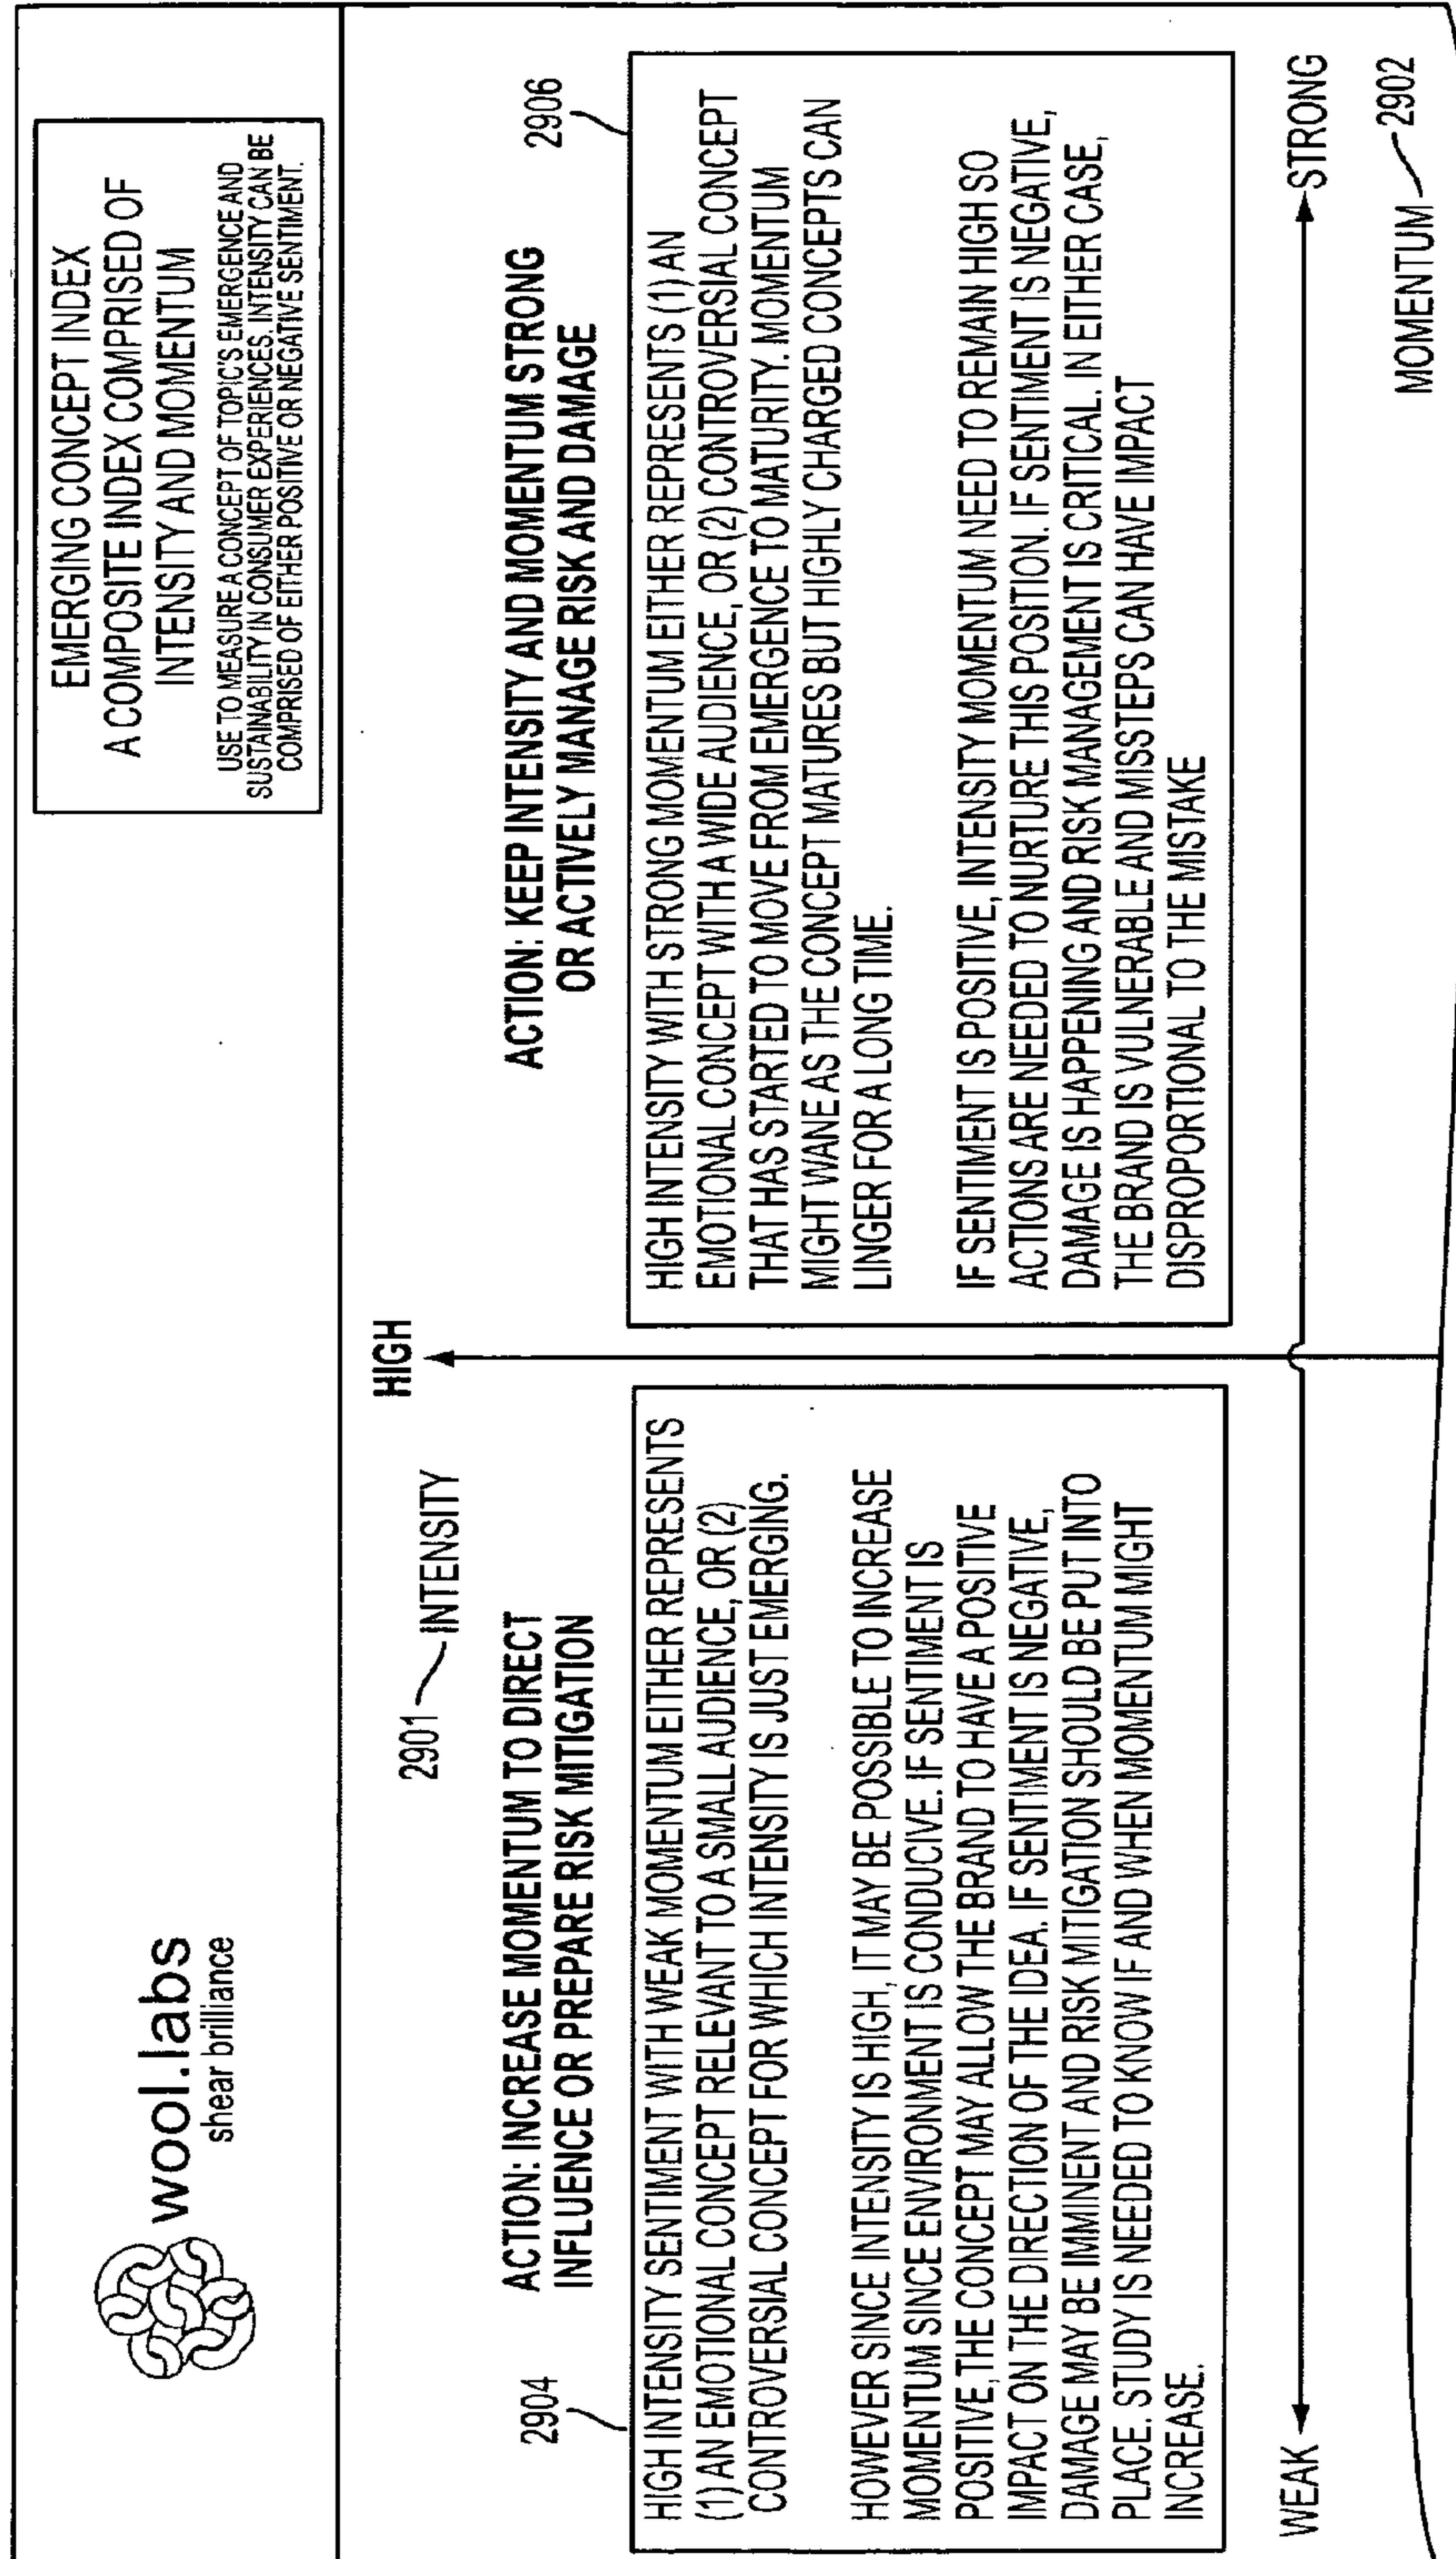 wool.labs
shear brilliance
EMERGING CONCEPT INDEX
A COMPOSITE INDEX COMPRISED OF
INTENSITY AND MOMENTUM
USE TO MEASURE A CONCEPT OF TOPIC'S EMERGENCE AND
SUSTAINABILITY IN CONSUMER EXPERIENCES. INTENSITY CAN BE
COMPRISED OF EITHER POSITIVE OR NEGATIVE SENTIMENT.
HIGH
2901
INTENSITY
2904
ACTION: INCREASE MOMENTUM TO DIRECT
INFLUENCE OR PREPARE RISK MITIGATION
HIGH INTENSITY SENTIMENT WITH WEAK MOMENTUM EITHER REPRESENTS
(1) AN EMOTIONAL CONCEPT RELEVANT TO A SMALL AUDIENCE, OR (2)
CONTROVERSIAL CONCEPT FOR WHICH INTENSITY IS JUST EMERGING.
HOWEVER SINCE INTENSITY IS HIGH, IT MAY BE POSSIBLE TO INCREASE
MOMENTUM SINCE ENVIRONMENT IS CONDUCIVE. IF SENTIMENT IS
POSITIVE, THE CONCEPT MAY ALLOW THE BRAND TO HAVE A POSITIVE
IMPACT ON THE DIRECTION OF THE IDEA. IF SENTIMENT IS NEGATIVE,
DAMAGE MAY BE IMMINENT AND RISK MITIGATION SHOULD BE PUT INTO
PLACE. STUDY IS NEEDED TO KNOW IF AND WHEN MOMENTUM MIGHT
INCREASE.
ACTION: KEEP INTENSITY AND MOMENTUM STRONG
OR ACTIVELY MANAGE RISK AND DAMAGE
2906
HIGH INTENSITY WITH STRONG MOMENTUM EITHER REPRESENTS (1) AN
EMOTIONAL CONCEPT WITH A WIDE AUDIENCE, OR (2) CONTROVERSIAL CONCEPT
THAT HAS STARTED TO MOVE FROM EMERGENCE TO MATURITY. MOMENTUM
MIGHT WANE AS THE CONCEPT MATURES BUT HIGHLY CHARGED CONCEPTS CAN
LINGER FOR A LONG TIME.
IF SENTIMENT IS POSITIVE, INTENSITY MOMENTUM NEED TO REMAIN HIGH SO
ACTIONS ARE NEEDED TO NURTURE THIS POSITION. IF SENTIMENT IS NEGATIVE,
DAMAGE IS HAPPENING AND RISK MANAGEMENT IS CRITICAL. IN EITHER CASE,
THE BRAND IS VULNERABLE AND MISSTEPS CAN HAVE IMPACT
DISPROPORTIONAL TO THE MISTAKE
WEAK
STRONG
MOMENTUM
2902